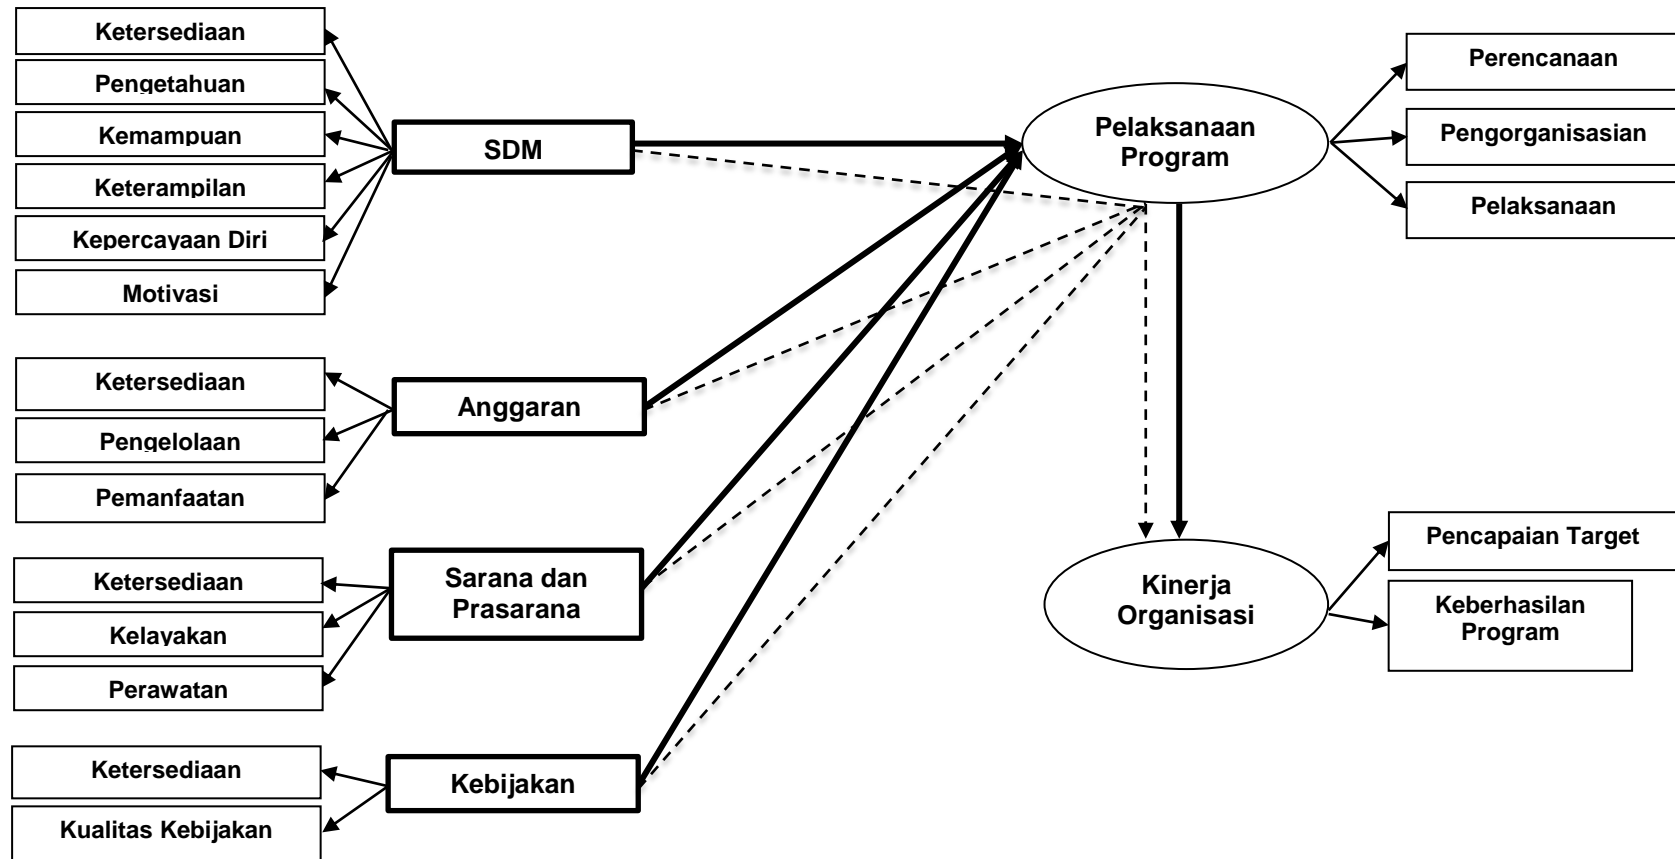 Ketersediaan
Pengetahuan
Kemampuan
Keterampilan
Kepercayaan Diri
Motivasi
SDM
Ketersediaan
Pengelolaan
Pemanfaatan
Anggaran
Ketersediaan
Kelayakan
Perawatan
Sarana dan
Prasarana
Ketersediaan
Kualitas Kebijakan
Kebijakan
Pelaksanaan
Program
Perencanaan
Pengorganisasian
Pelaksanaan
Kinerja
Organisasi
Pencapaian Target
Keberhasilan
Program